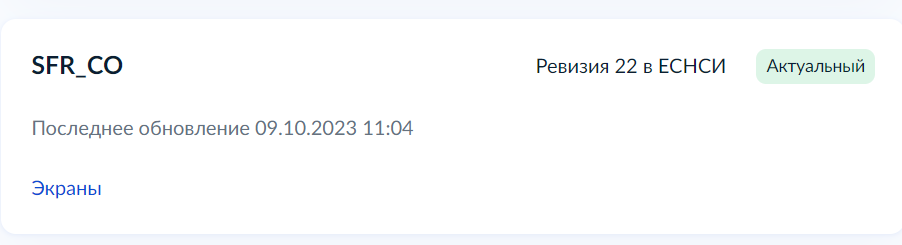 SFR_CO Ревизия 22 в ЕСНСИ Актуальный
Последнее обновление 09.10.2023 11:04
Экраны